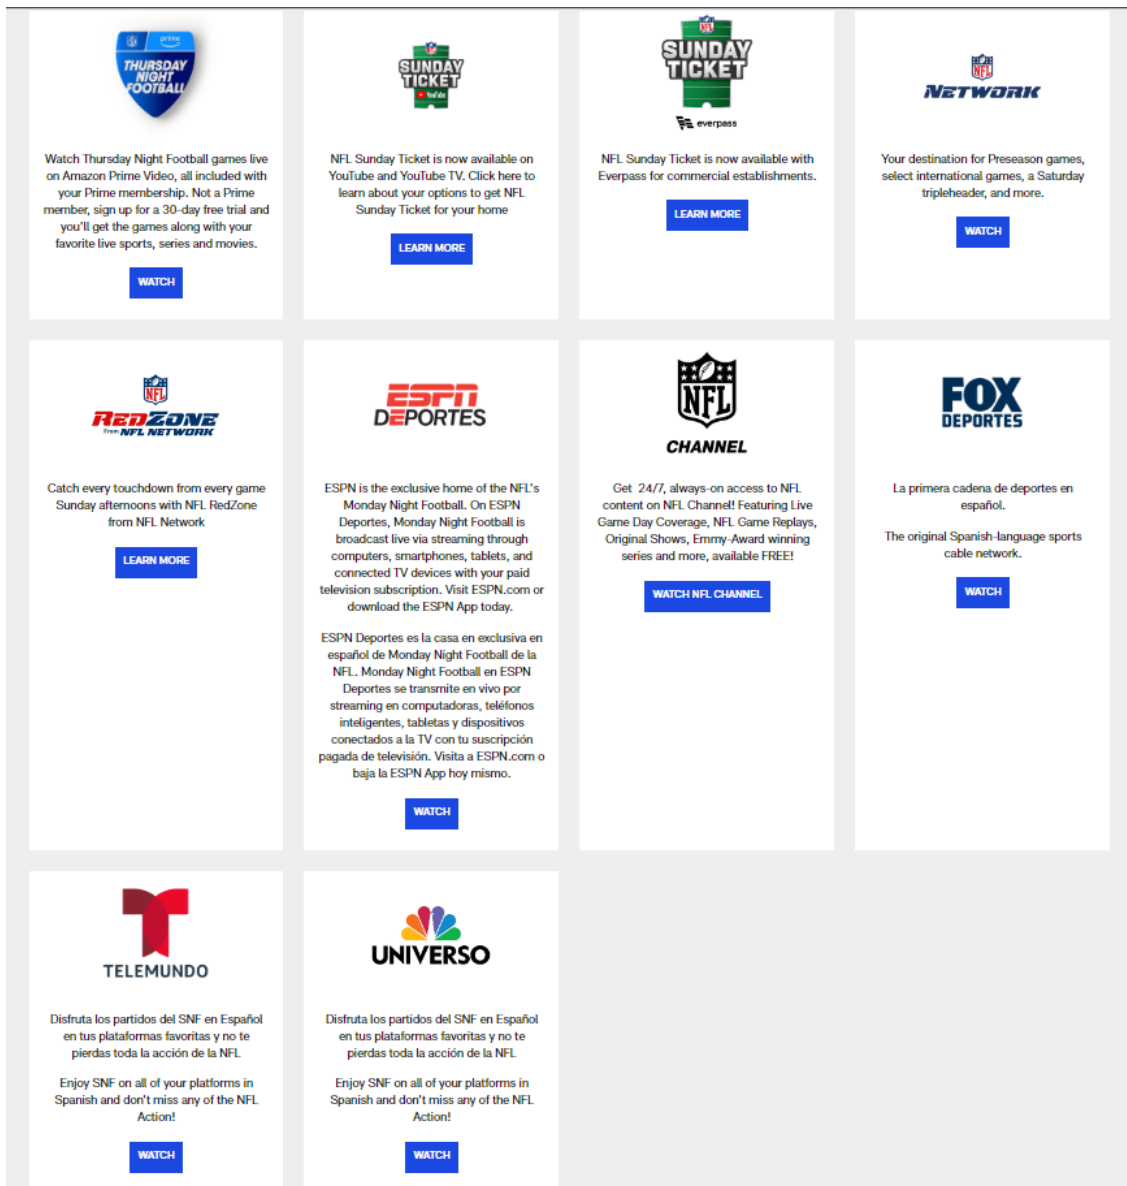 prime
THURSDAY
NIGHT
FOOTBALL
Watch Thursday Night Football games live
on Amazon Prime Video, all included with
your Prime membership. Not a Prime
member, sign up for a 30-day free trial and
you'll get the games along with your
favorite live sports, series and movies.
WATCH
NFL
SUNDAY
TICKET
YouTube
NFL Sunday Ticket is now available on
YouTube and YouTube TV. Click here to
learn about your options to get NFL
Sunday Ticket for your home
LEARN MORE
NFL
SUNDAY
TICKET
everpass
NFL Sunday Ticket is now available with
Everpass for commercial establishments.
LEARN MORE
NFL
NETWORK
Your destination for Preseason games,
select international games, a Saturday
tripleheader, and more.
WATCH
NFL
REDZONE
From NFL NETWORK
Catch every touchdown from every game
Sunday afternoons with NFL RedZone
from NFL Network
LEARN MORE
ESPN
DEPORTES
ESPN is the exclusive home of the NFL's
Monday Night Football. On ESPN
Deportes, Monday Night Football is
broadcast live via streaming through
computers, smartphones, tablets, and
connected TV devices with your paid
television subscription. Visit ESPN.com or
download the ESPN App today.
ESPN Deportes es la casa en exclusiva en
español de Monday Night Football de la
NFL. Monday Night Football en ESPN
Deportes se transmite en vivo por
streaming en computadoras, teléfonos
inteligentes, tabletas y dispositivos
conectados a la TV con tu suscripción
pagada de televisión. Visita a ESPN.com o
baja la ESPN App hoy mismo.
WATCH
NFL
CHANNEL
Get 24/7, always-on access to NFL
content on NFL Channel! Featuring Live
Game Day Coverage, NFL Game Replays,
Original Shows, Emmy-Award winning
series and more, available FREE!
WATCH NFL CHANNEL
FOX
DEPORTES
La primera cadena de deportes en
español.
The original Spanish-language sports
cable network.
WATCH
TELEMUNDO
Disfruta los partidos del SNF en Español
en tus plataformas favoritas y no te
pierdas toda la acción de la NFL
Enjoy SNF on all of your platforms in
Spanish and don't miss any of the NFL
Action!
WATCH
UNIVERSO
Disfruta los partidos del SNF en Español
en tus plataformas favoritas y no te
pierdas toda la acción de la NFL
Enjoy SNF on all of your platforms in
Spanish and don't miss any of the NFL
Action!
WATCH